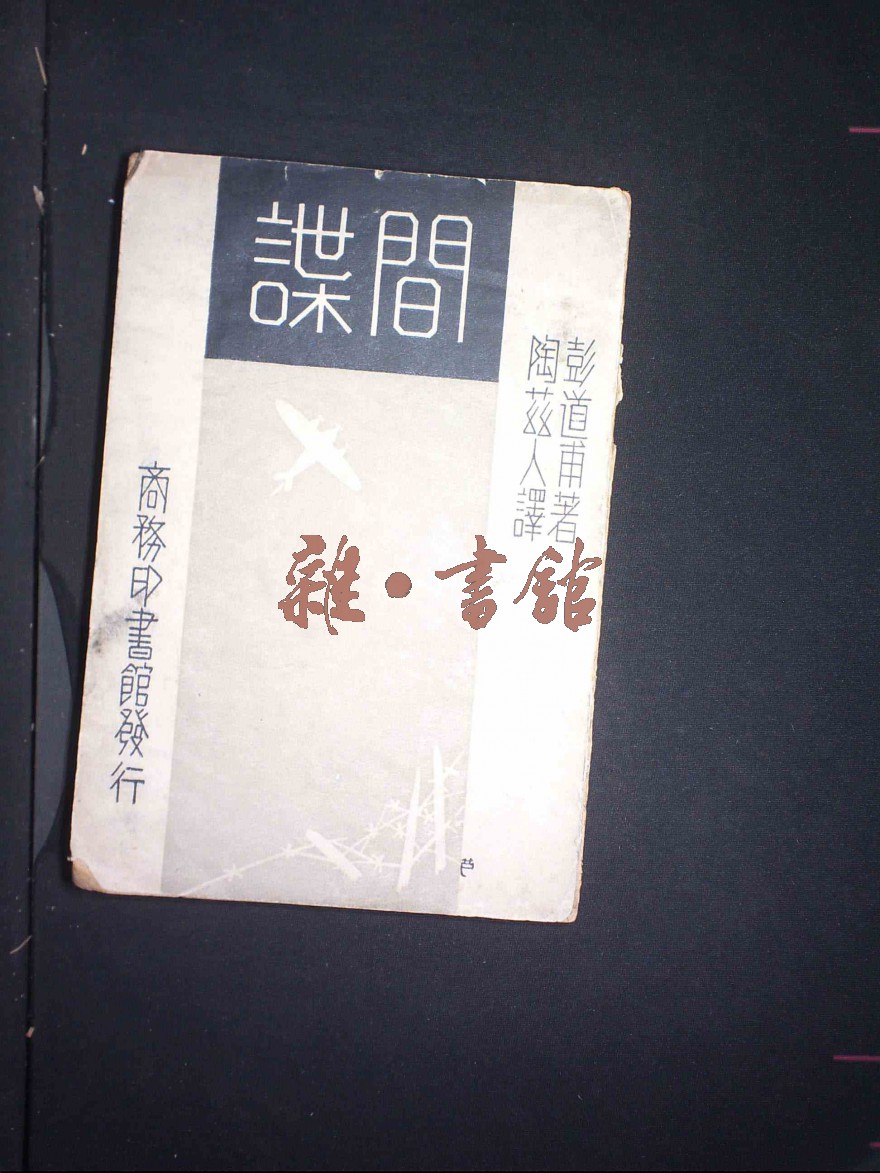 間諜
彭道甫著
陶茲人譯
雜·書館
商務印書館發行